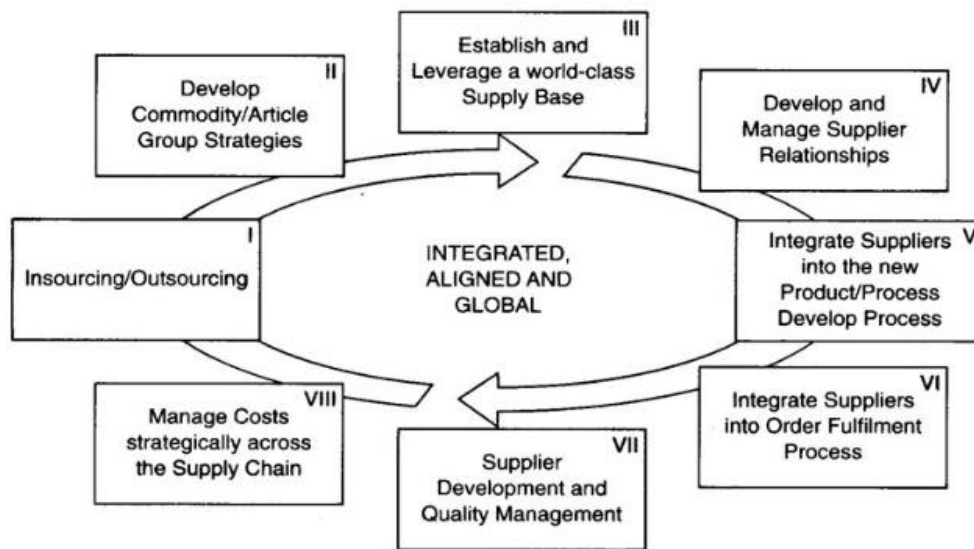 I
Insourcing/Outsourcing
II
Develop
Commodity/Article
Group Strategies
III
Establish and
Leverage a world-class
Supply Base
IV
Develop and
Manage Supplier
Relationships
V
Integrate Suppliers
into the new
Product/Process
Develop Process
VI
Integrate Suppliers
into Order Fulfilment
Process
VII
Supplier
Development and
Quality Management
VIII
Manage Costs
strategically across
the Supply Chain
INTEGRATED,
ALIGNED AND
GLOBAL